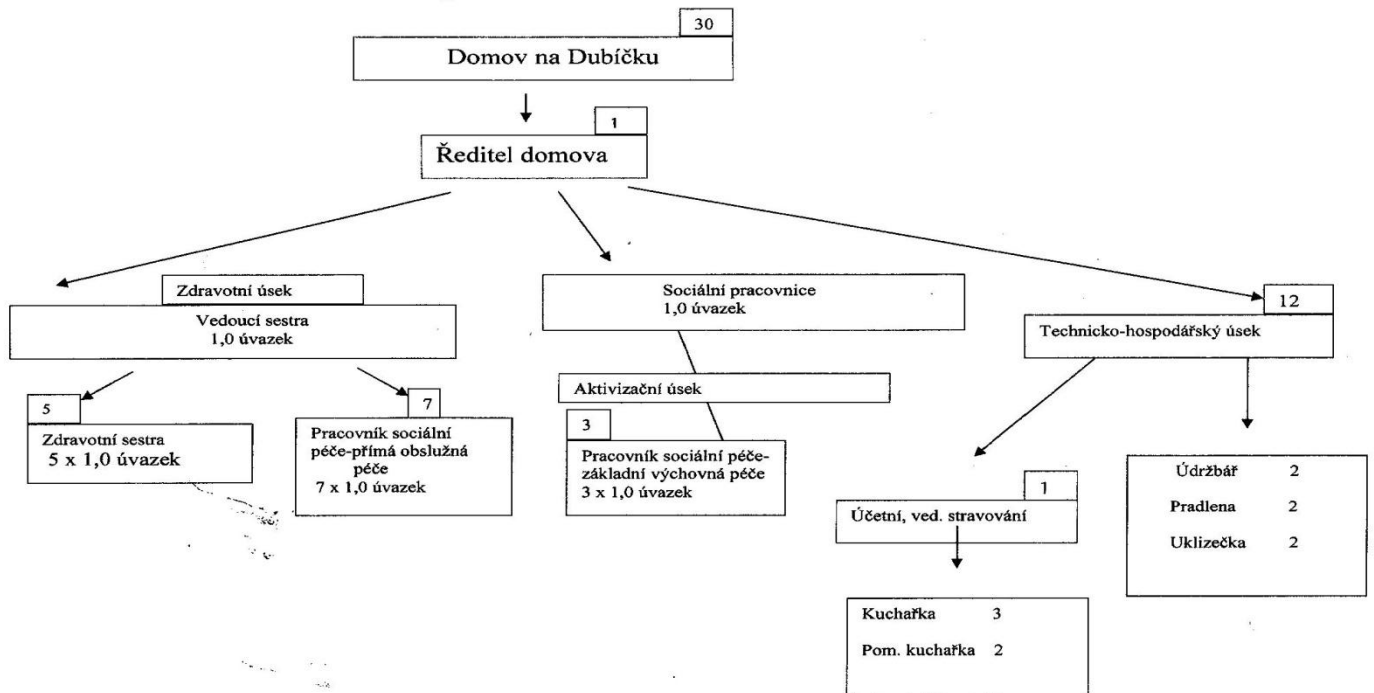 30
Domov na Dubíčku
1
Ředitel domova
Zdravotní úsek
Vedoucí sestra
1,0 úvazek
5
Zdravotní sestra
5 x 1,0 úvazek
7
Pracovník sociální
péče-přímá obslužná
péče
7 x 1,0 úvazek
Sociální pracovnice
1,0 úvazek
Aktivizační úsek
3
Pracovník sociální péče-
základní výchovná péče
3 x 1,0 úvazek
12
Technicko-hospodářský úsek
1
Účetní, ved. stravování
Kuchařka 3
Pom. kuchařka 2
Údržbář 2
Pradlena 2
Uklizečka 2